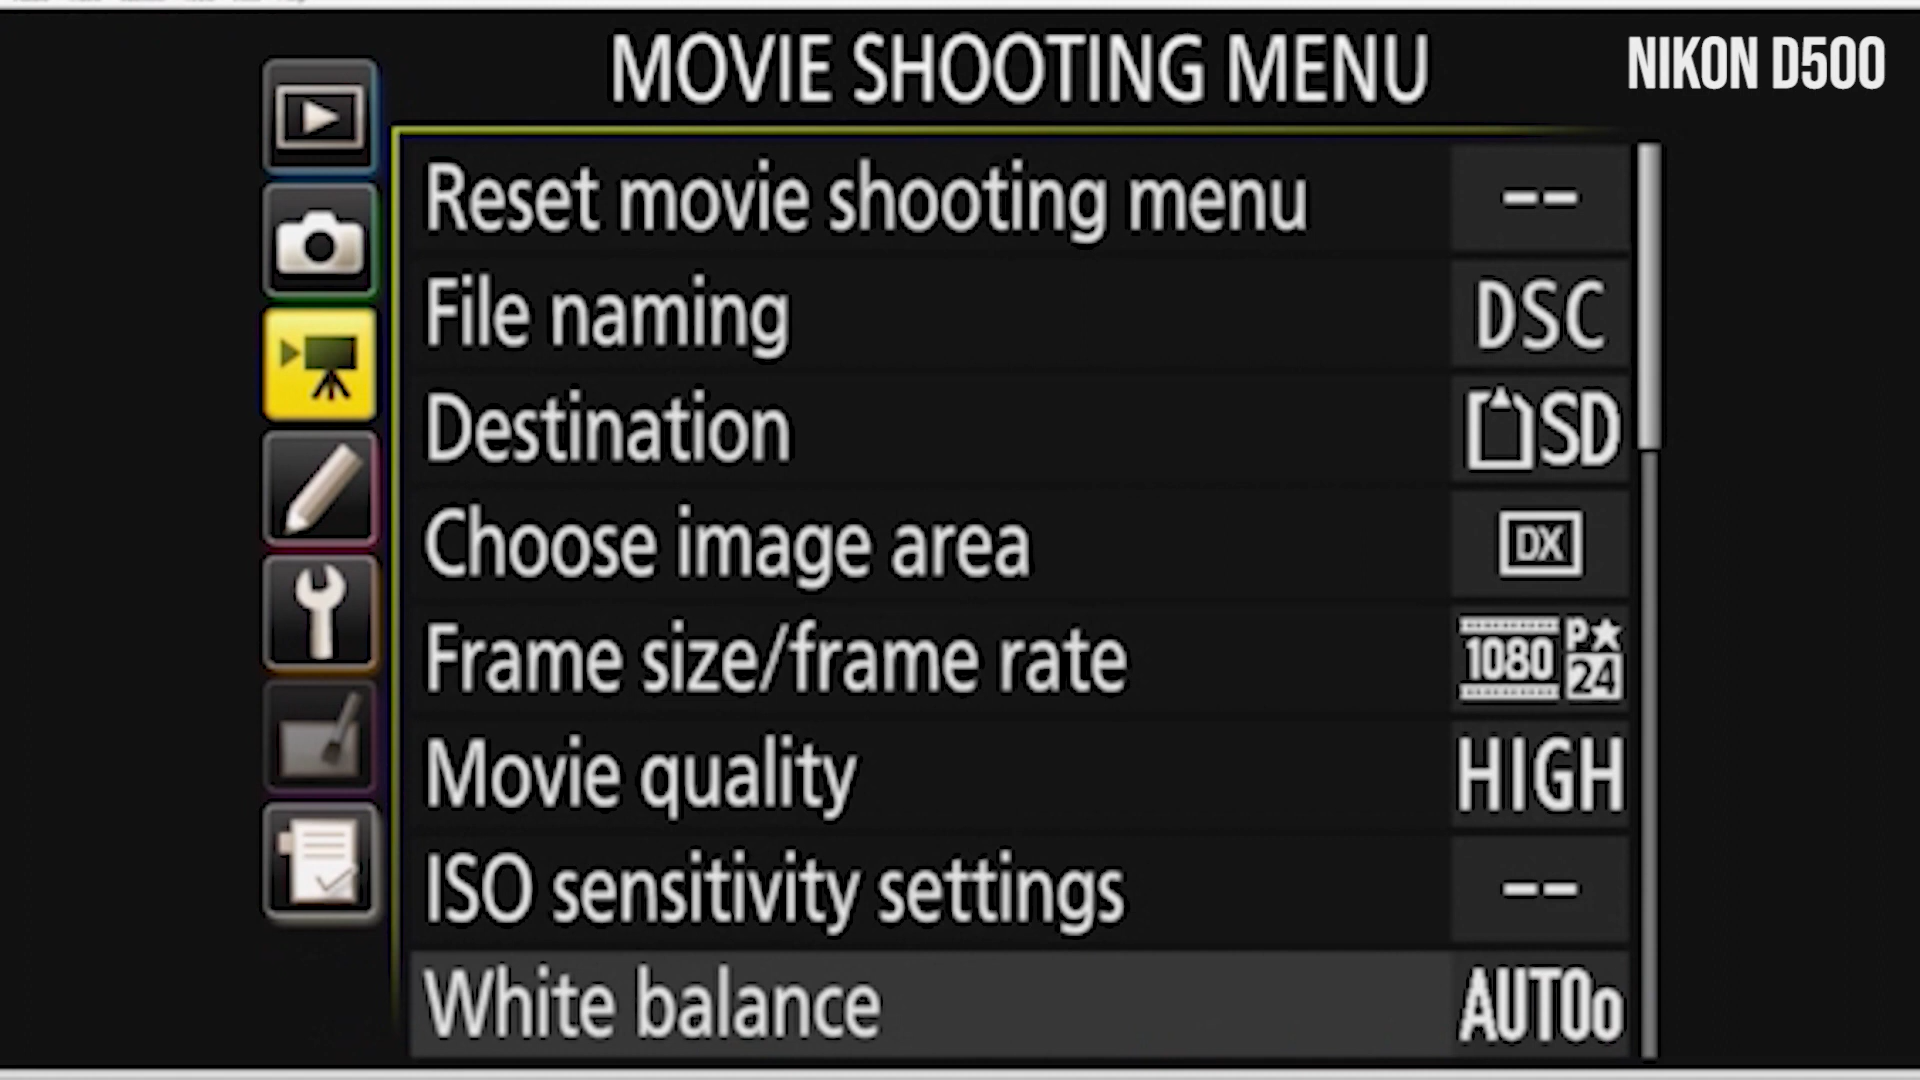 MOVIE SHOOTING MENU
NIKON D500
Reset movie shooting menu --
File naming DSC
Destination SD
Choose image area DX
Frame size/frame rate 1080 P★ 24
Movie quality HIGH
ISO sensitivity settings --
White balance AUTO0